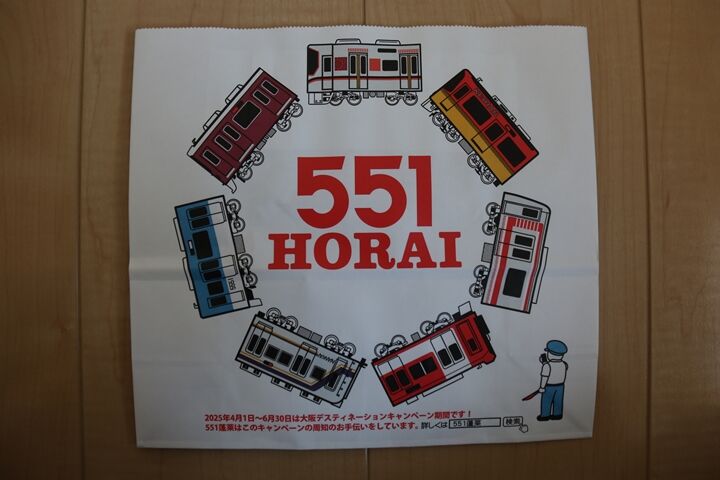 551
HORAI
2025年4月1日〜6月30日は大阪デスティネーションキャンペーン期間です！
551蓬莱はこのキャンペーンの周知のお手伝いをしています。詳しくは 551蓬莱 検索